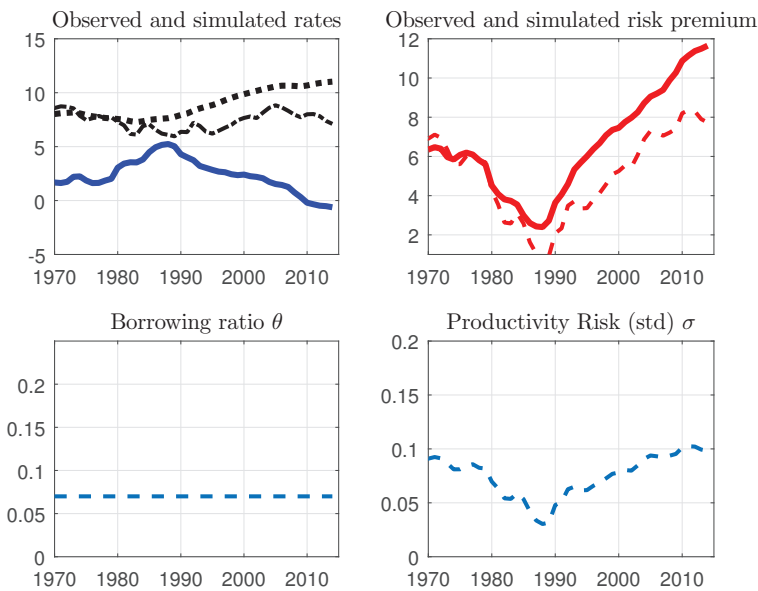 Observed and simulated rates
15
10
5
0
-5
1970 1980 1990 2000 2010
Observed and simulated risk premium
12
10
8
6
4
2
1970 1980 1990 2000 2010
Borrowing ratio θ
0.2
0.15
0.1
0.05
0
1970 1980 1990 2000 2010
Productivity Risk (std) σ
0.2
0.15
0.1
0.05
0
1970 1980 1990 2000 2010